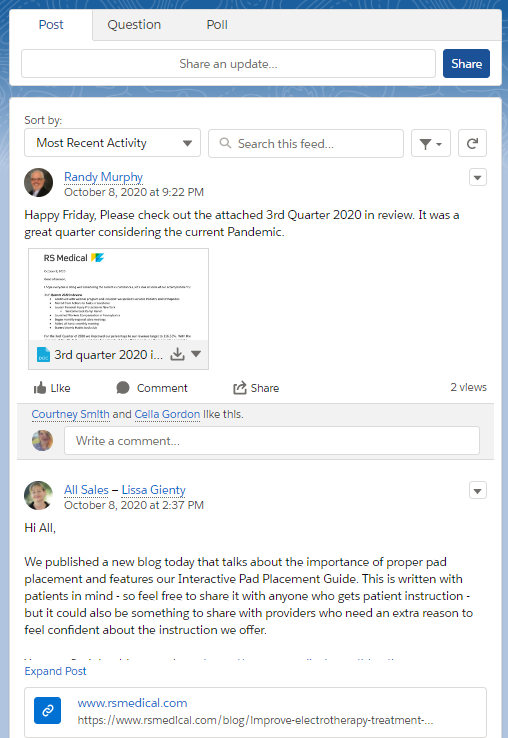 Post
Question
Poll
Share an update...
Share
Sort by:
Most Recent Activity
Search this feed...
Randy Murphy
October 8, 2020 at 9:22 PM
Happy Friday, Please check out the attached 3rd Quarter 2020 in review. It was a
great quarter considering the current Pandemic.
RS Medical
3rd quarter 2020 i...
Like
Comment
Share
2 views
Courtney Smith and Celia Gordon like this.
Write a comment...
All Sales – Lissa Gienty
October 8, 2020 at 2:37 PM
Hi All,
We published a new blog today that talks about the importance of proper pad
placement and features our Interactive Pad Placement Guide. This is written with
patients in mind - so feel free to share it with anyone who gets patient instruction -
but it could also be something to share with providers who need an extra reason to
feel confident about the instruction we offer.
Expand Post
www.rsmedical.com
https://www.rsmedical.com/blog/improve-electrotherapy-treatment-...